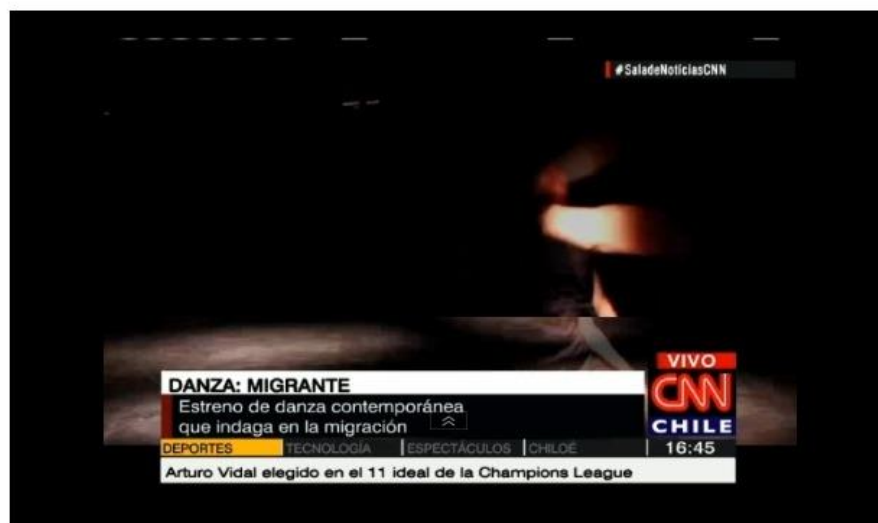 #SaladeNoticiasCNN
VIVO
DANZA: MIGRANTE
CNN
Estreno de danza contemporánea
que indaga en la migración
CHILE
DEPORTES TECNOLOGÍA ESPECTÁCULOS CHILOÉ 16:45
Arturo Vidal elegido en el 11 ideal de la Champions League